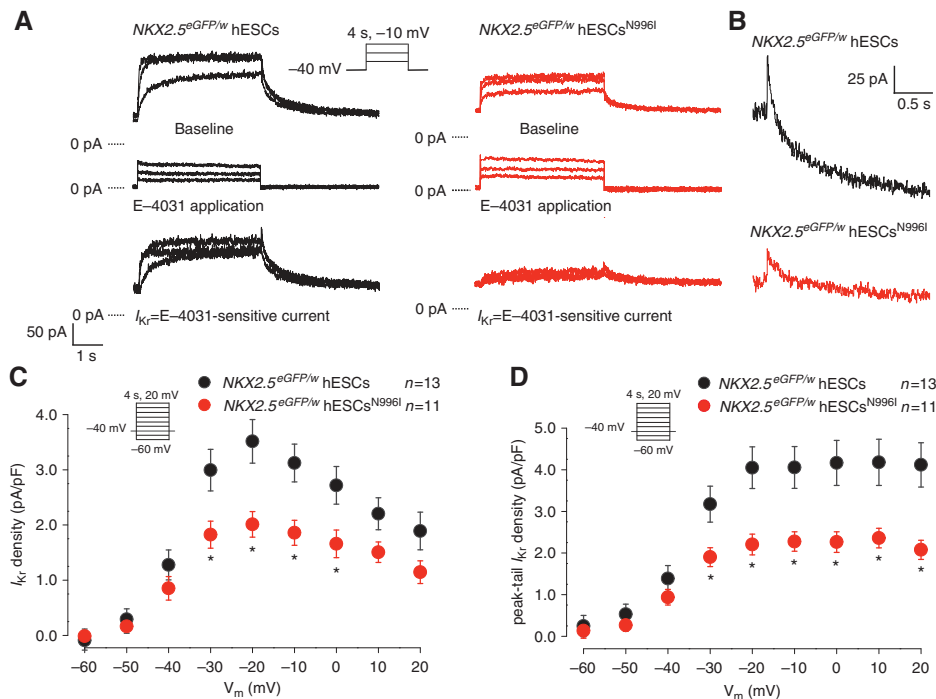 A
NKX2.5eGFP/w hESCs
4 s, –10 mV
–40 mV
NKX2.5eGFP/w hESCsN996I
Baseline
Baseline
0 pA
0 pA
0 pA
0 pA
E–4031 application
E–4031 application
0 pA
IKr=E–4031-sensitive current
0 pA
IKr=E–4031-sensitive current
50 pA
1 s
B
NKX2.5eGFP/w hESCs
25 pA
0.5 s
NKX2.5eGFP/w hESCsN996I
C
NKX2.5eGFP/w hESCs n=13
NKX2.5eGFP/w hESCsN996I n=11
4 s, 20 mV
–40 mV
–60 mV
IKr density (pA/pF)
4.0
3.0
2.0
1.0
0.0
* * * *
–60 –50 –40 –30 –20 –10 0 10 20
Vm (mV)
D
NKX2.5eGFP/w hESCs n=13
NKX2.5eGFP/w hESCsN996I n=11
4 s, 20 mV
–40 mV
–60 mV
peak-tail IKr density (pA/pF)
5.0
4.0
3.0
2.0
1.0
0.0
* * * * * *
–60 –50 –40 –30 –20 –10 0 10 20
Vm (mV)